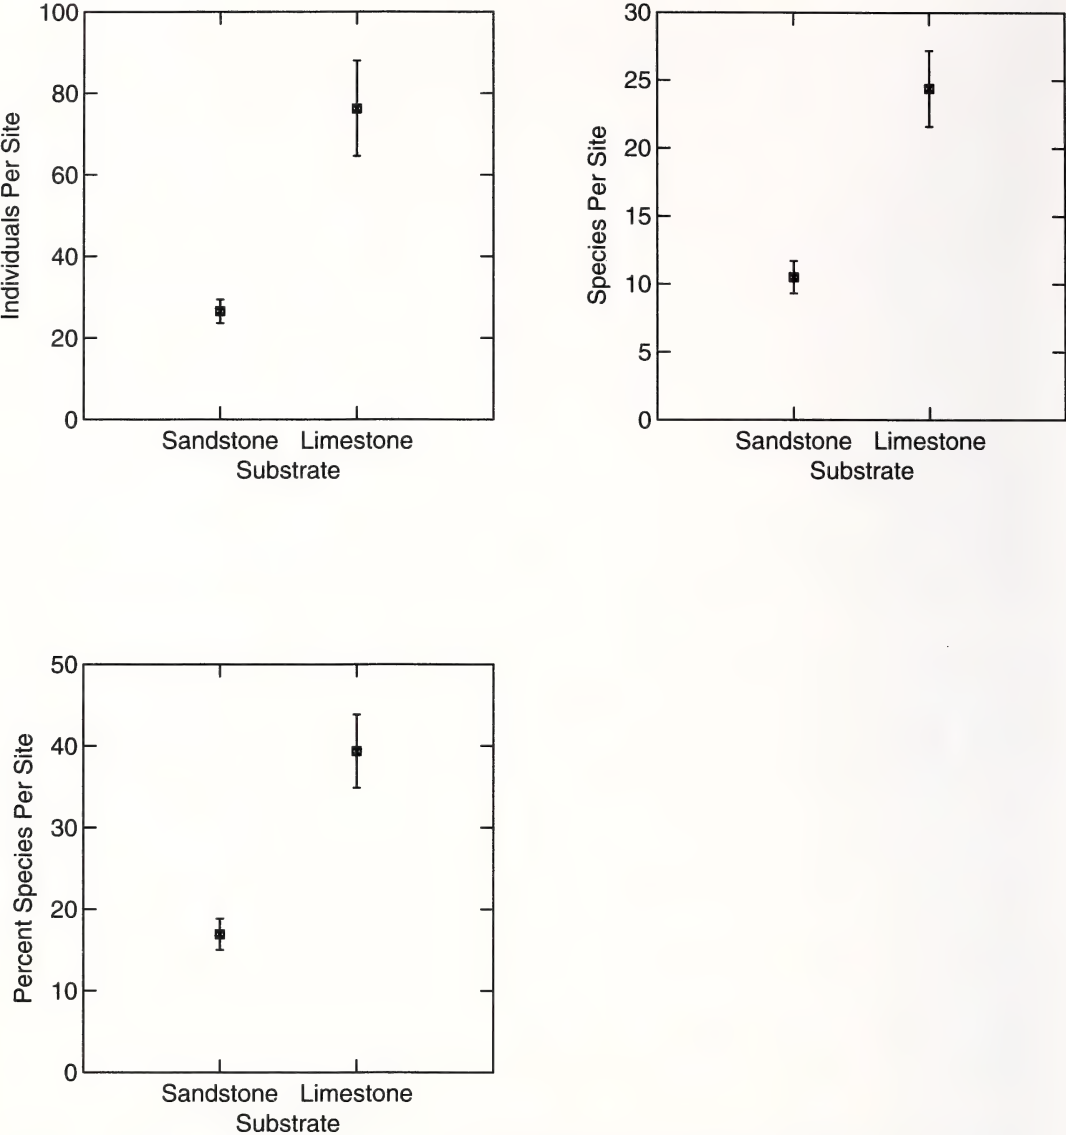 100
80
60
40
20
0
Individuals Per Site
Sandstone Limestone
Substrate
30
25
20
15
10
5
0
Species Per Site
Sandstone Limestone
Substrate
50
40
30
20
10
0
Percent Species Per Site
Sandstone Limestone
Substrate